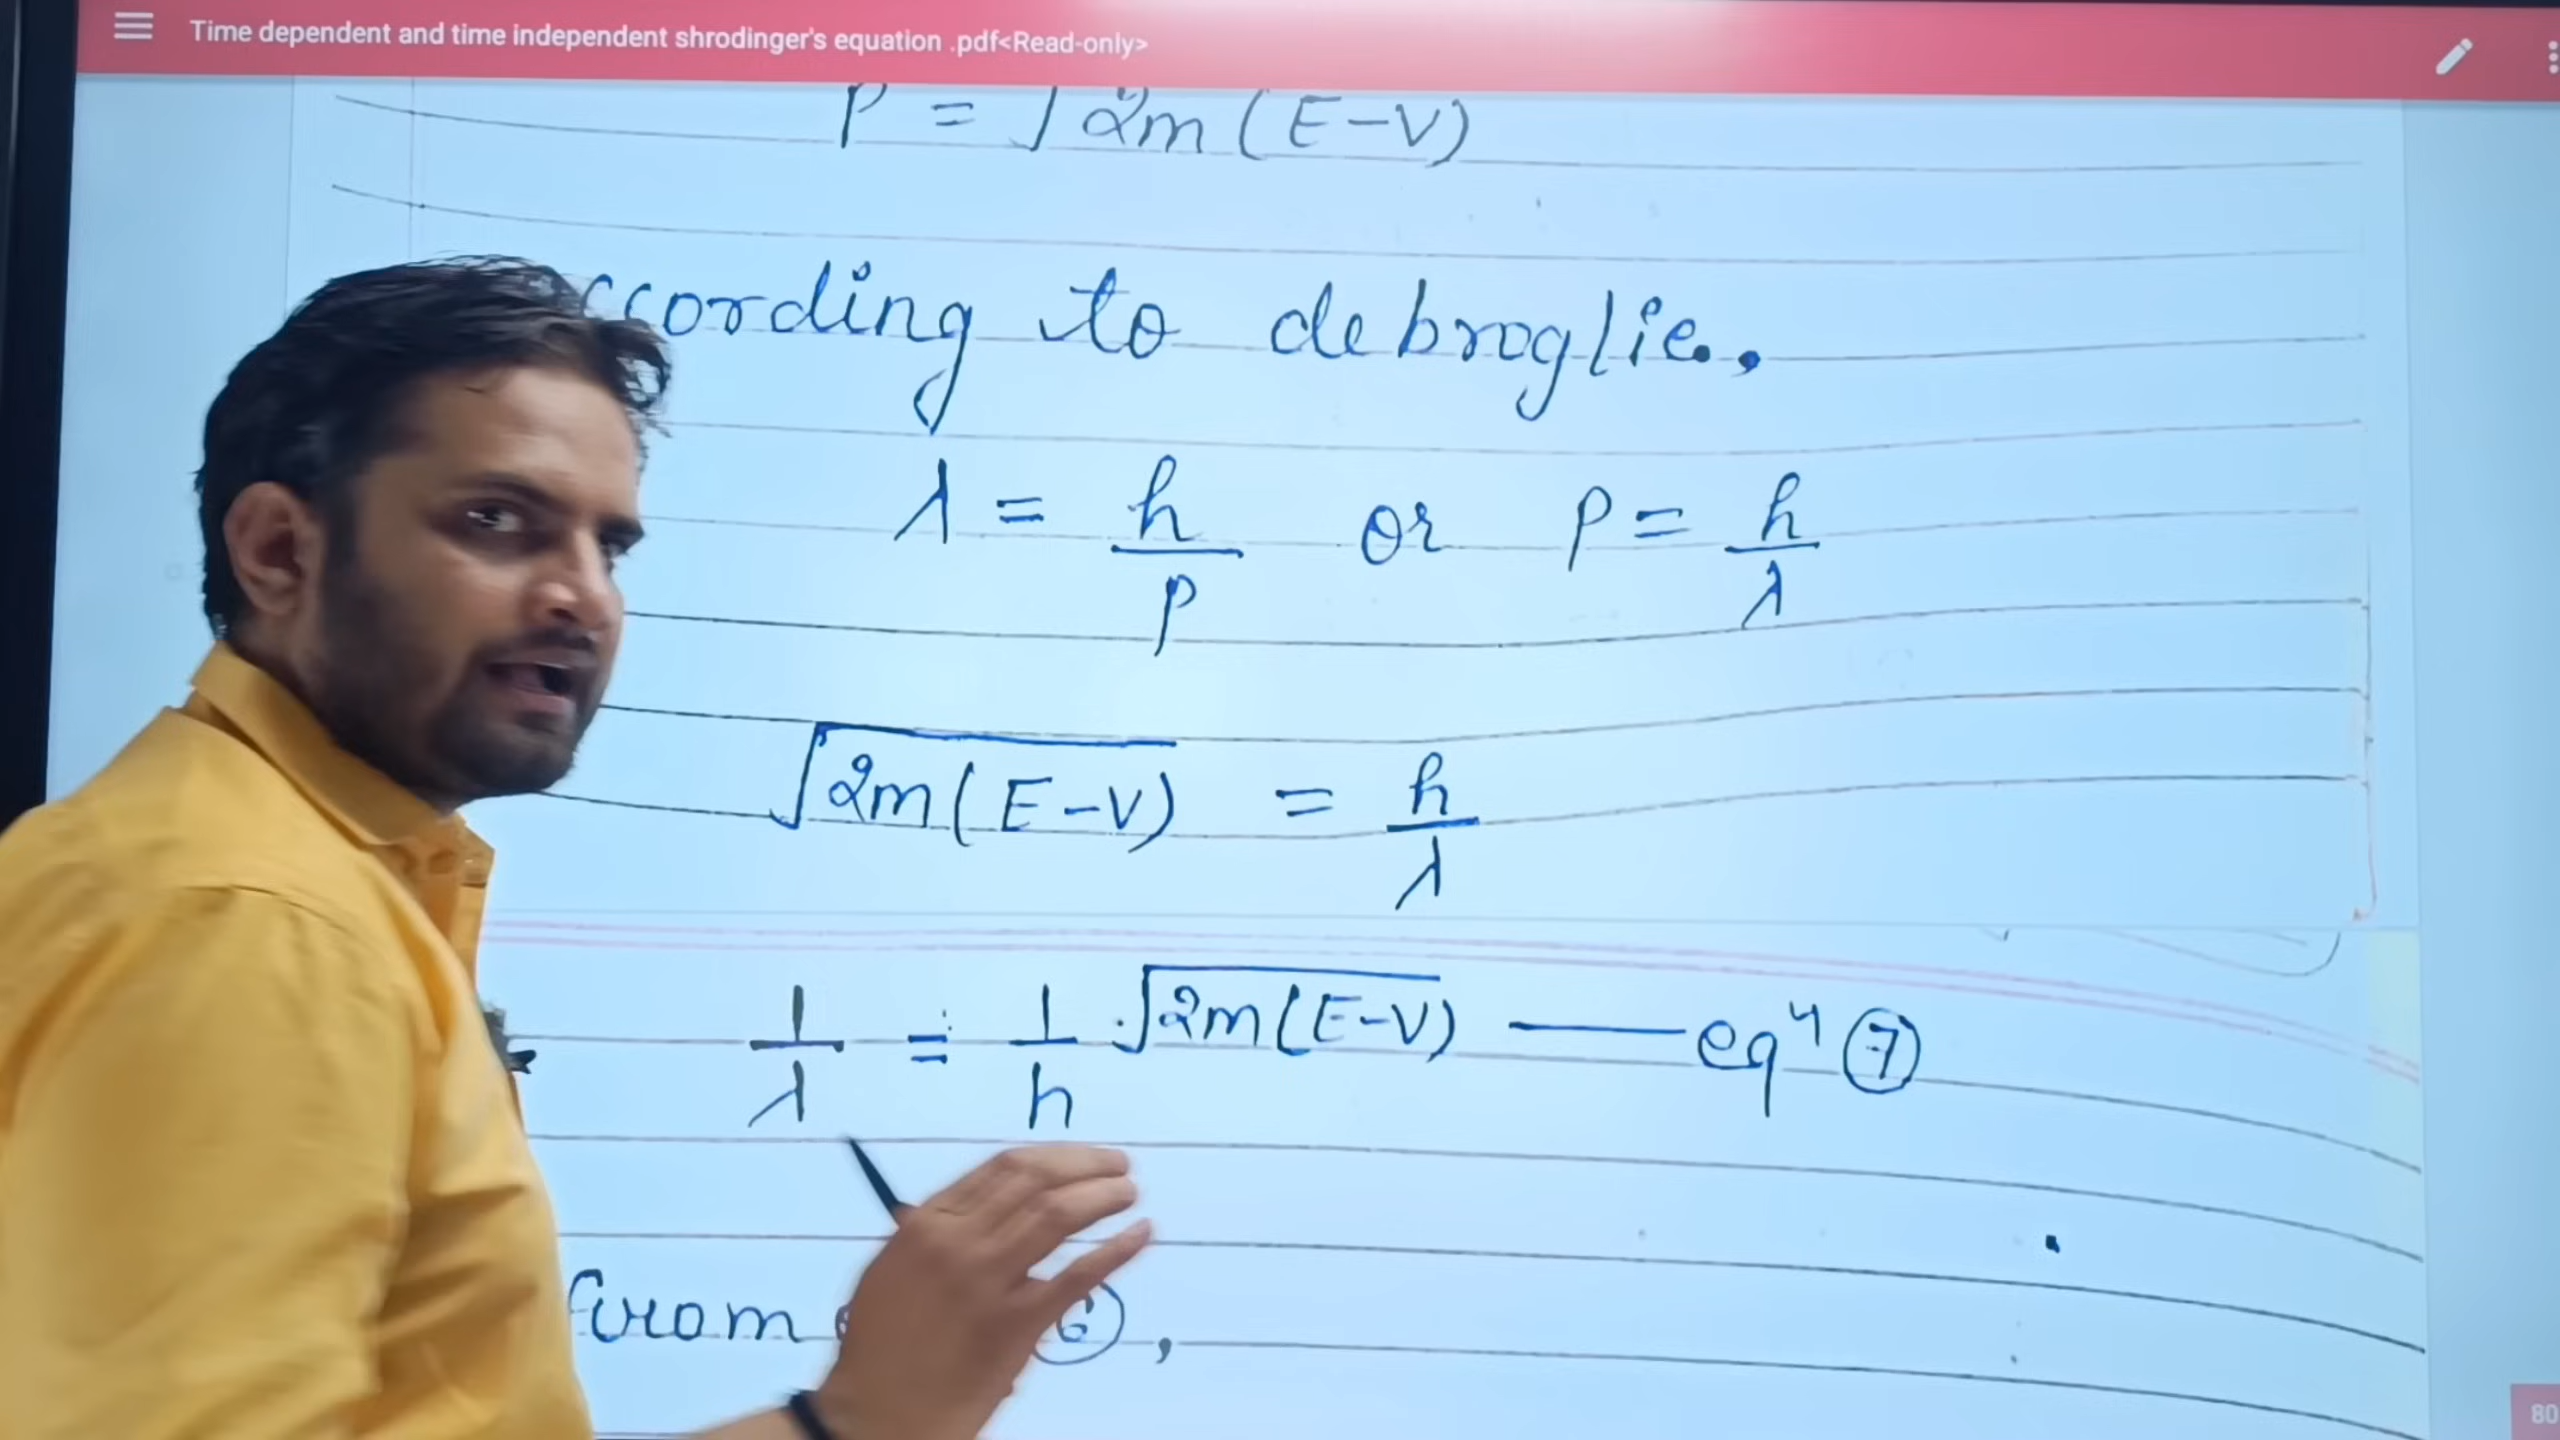 Time dependent and time independent shrodinger's equation .pdf<Read-only>
P = √2m(E-V)
ccording to debroglie.,
λ = h/p or P = h/λ
√2m(E-V) = h/λ
1/λ = 1/h √2m(E-V) — eqⁿ ⑦
from ⑥,
80